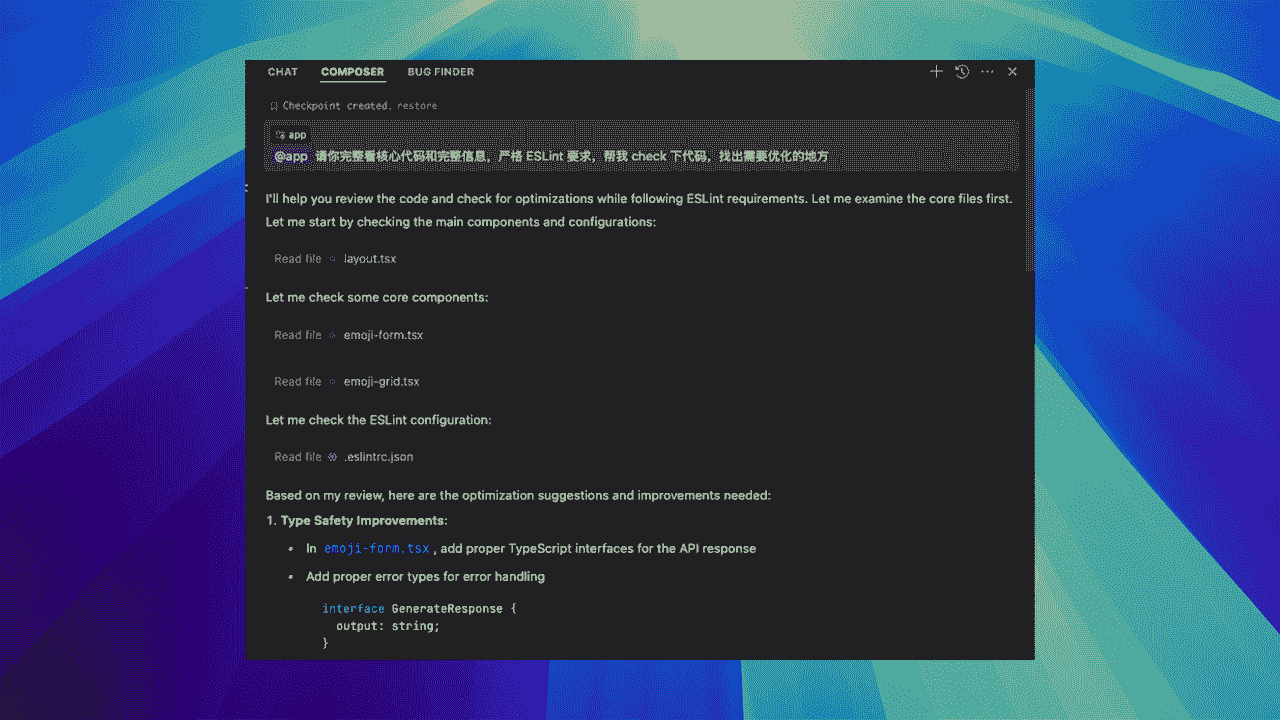 CHAT COMPOSER BUG FINDER
Checkpoint created. restore
app
@app 请你完整看核心代码和完整信息，严格 ESLint 要求，帮我 check 下代码，找出需要优化的地方
I'll help you review the code and check for optimizations while following ESLint requirements. Let me examine the core files first.
Let me start by checking the main components and configurations:
Read file layout.tsx
Let me check some core components:
Read file emoji-form.tsx
Read file emoji-grid.tsx
Let me check the ESLint configuration:
Read file .eslintrc.json
Based on my review, here are the optimization suggestions and improvements needed:
1. Type Safety Improvements:
• In emoji-form.tsx , add proper TypeScript interfaces for the API response
• Add proper error types for error handling
interface GenerateResponse {
output: string;
}